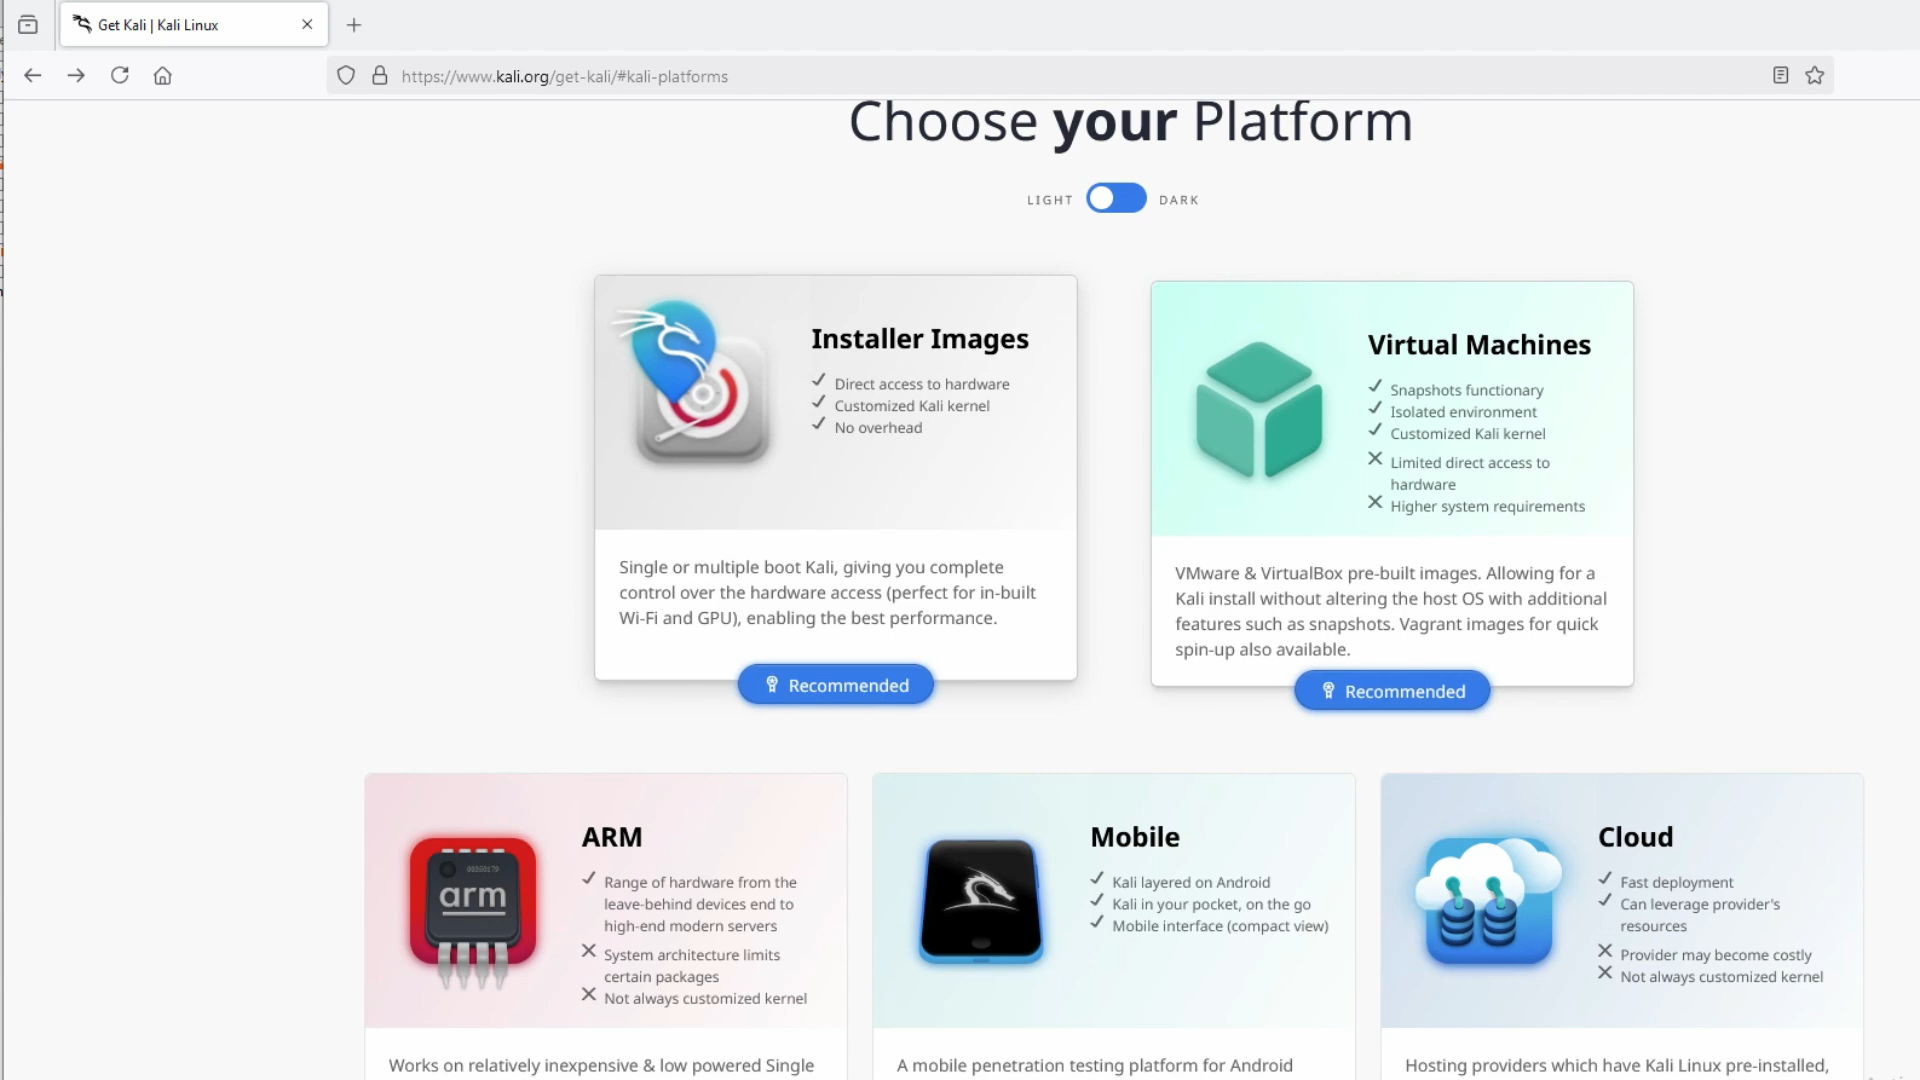 Get Kali | Kali Linux
https://www.kali.org/get-kali/#kali-platforms
Choose your Platform
LIGHT
DARK
Installer Images
Direct access to hardware
Customized Kali kernel
No overhead
Single or multiple boot Kali, giving you complete
control over the hardware access (perfect for in-built
Wi-Fi and GPU), enabling the best performance.
Recommended
Virtual Machines
Snapshots functionary
Isolated environment
Customized Kali kernel
Limited direct access to
hardware
Higher system requirements
VMware & VirtualBox pre-built images. Allowing for a
Kali install without altering the host OS with additional
features such as snapshots. Vagrant images for quick
spin-up also available.
Recommended
arm
ARM
Range of hardware from the
leave-behind devices end to
high-end modern servers
System architecture limits
certain packages
Not always customized kernel
Works on relatively inexpensive & low powered Single
Mobile
Kali layered on Android
Kali in your pocket, on the go
Mobile interface (compact view)
A mobile penetration testing platform for Android
Cloud
Fast deployment
Can leverage provider's
resources
Provider may become costly
Not always customized kernel
Hosting providers which have Kali Linux pre-installed,